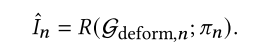 Î_n = R(𝒢_deform,n; π_n).